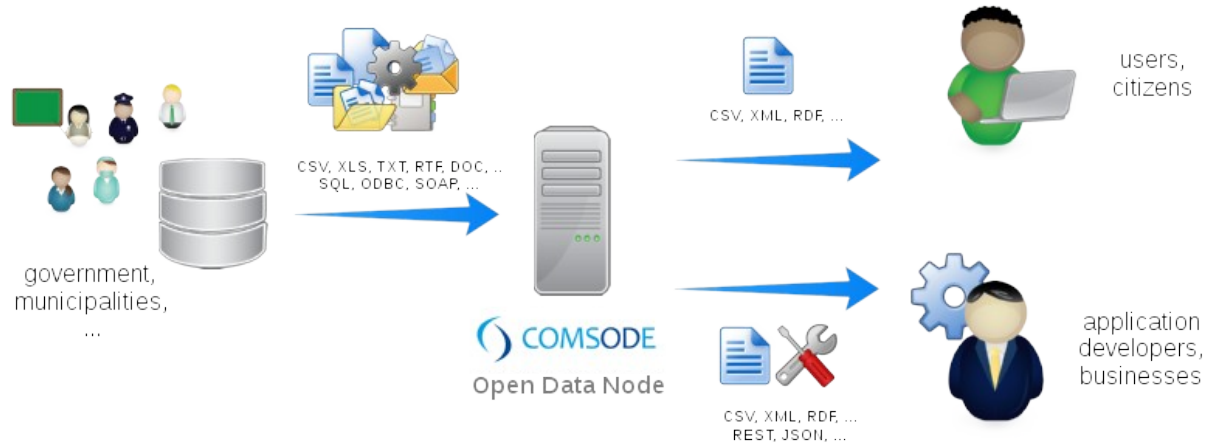 government,
municipalities,
...
CSV, XLS, TXT, RTF, DOC, ..
SQL, ODBC, SOAP, ...
COMSODE
Open Data Node
CSV, XML, RDF, ...
users,
citizens
CSV, XML, RDF, ...
REST, JSON, ...
application
developers,
businesses